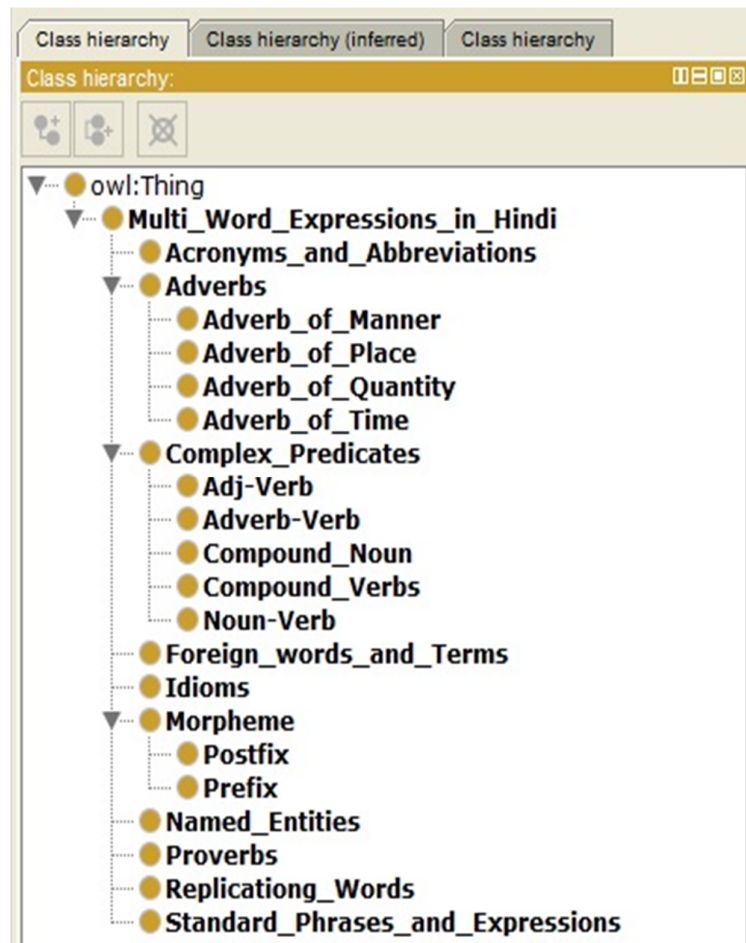 Class hierarchy Class hierarchy (inferred) Class hierarchy
Class hierarchy:
owl:Thing
Multi_Word_Expressions_in_Hindi
Acronyms_and_Abbreviations
Adverbs
Adverb_of_Manner
Adverb_of_Place
Adverb_of_Quantity
Adverb_of_Time
Complex_Predicates
Adj-Verb
Adverb-Verb
Compound_Noun
Compound_Verbs
Noun-Verb
Foreign_words_and_Terms
Idioms
Morpheme
Postfix
Prefix
Named_Entities
Proverbs
Replicationg_Words
Standard_Phrases_and_Expressions